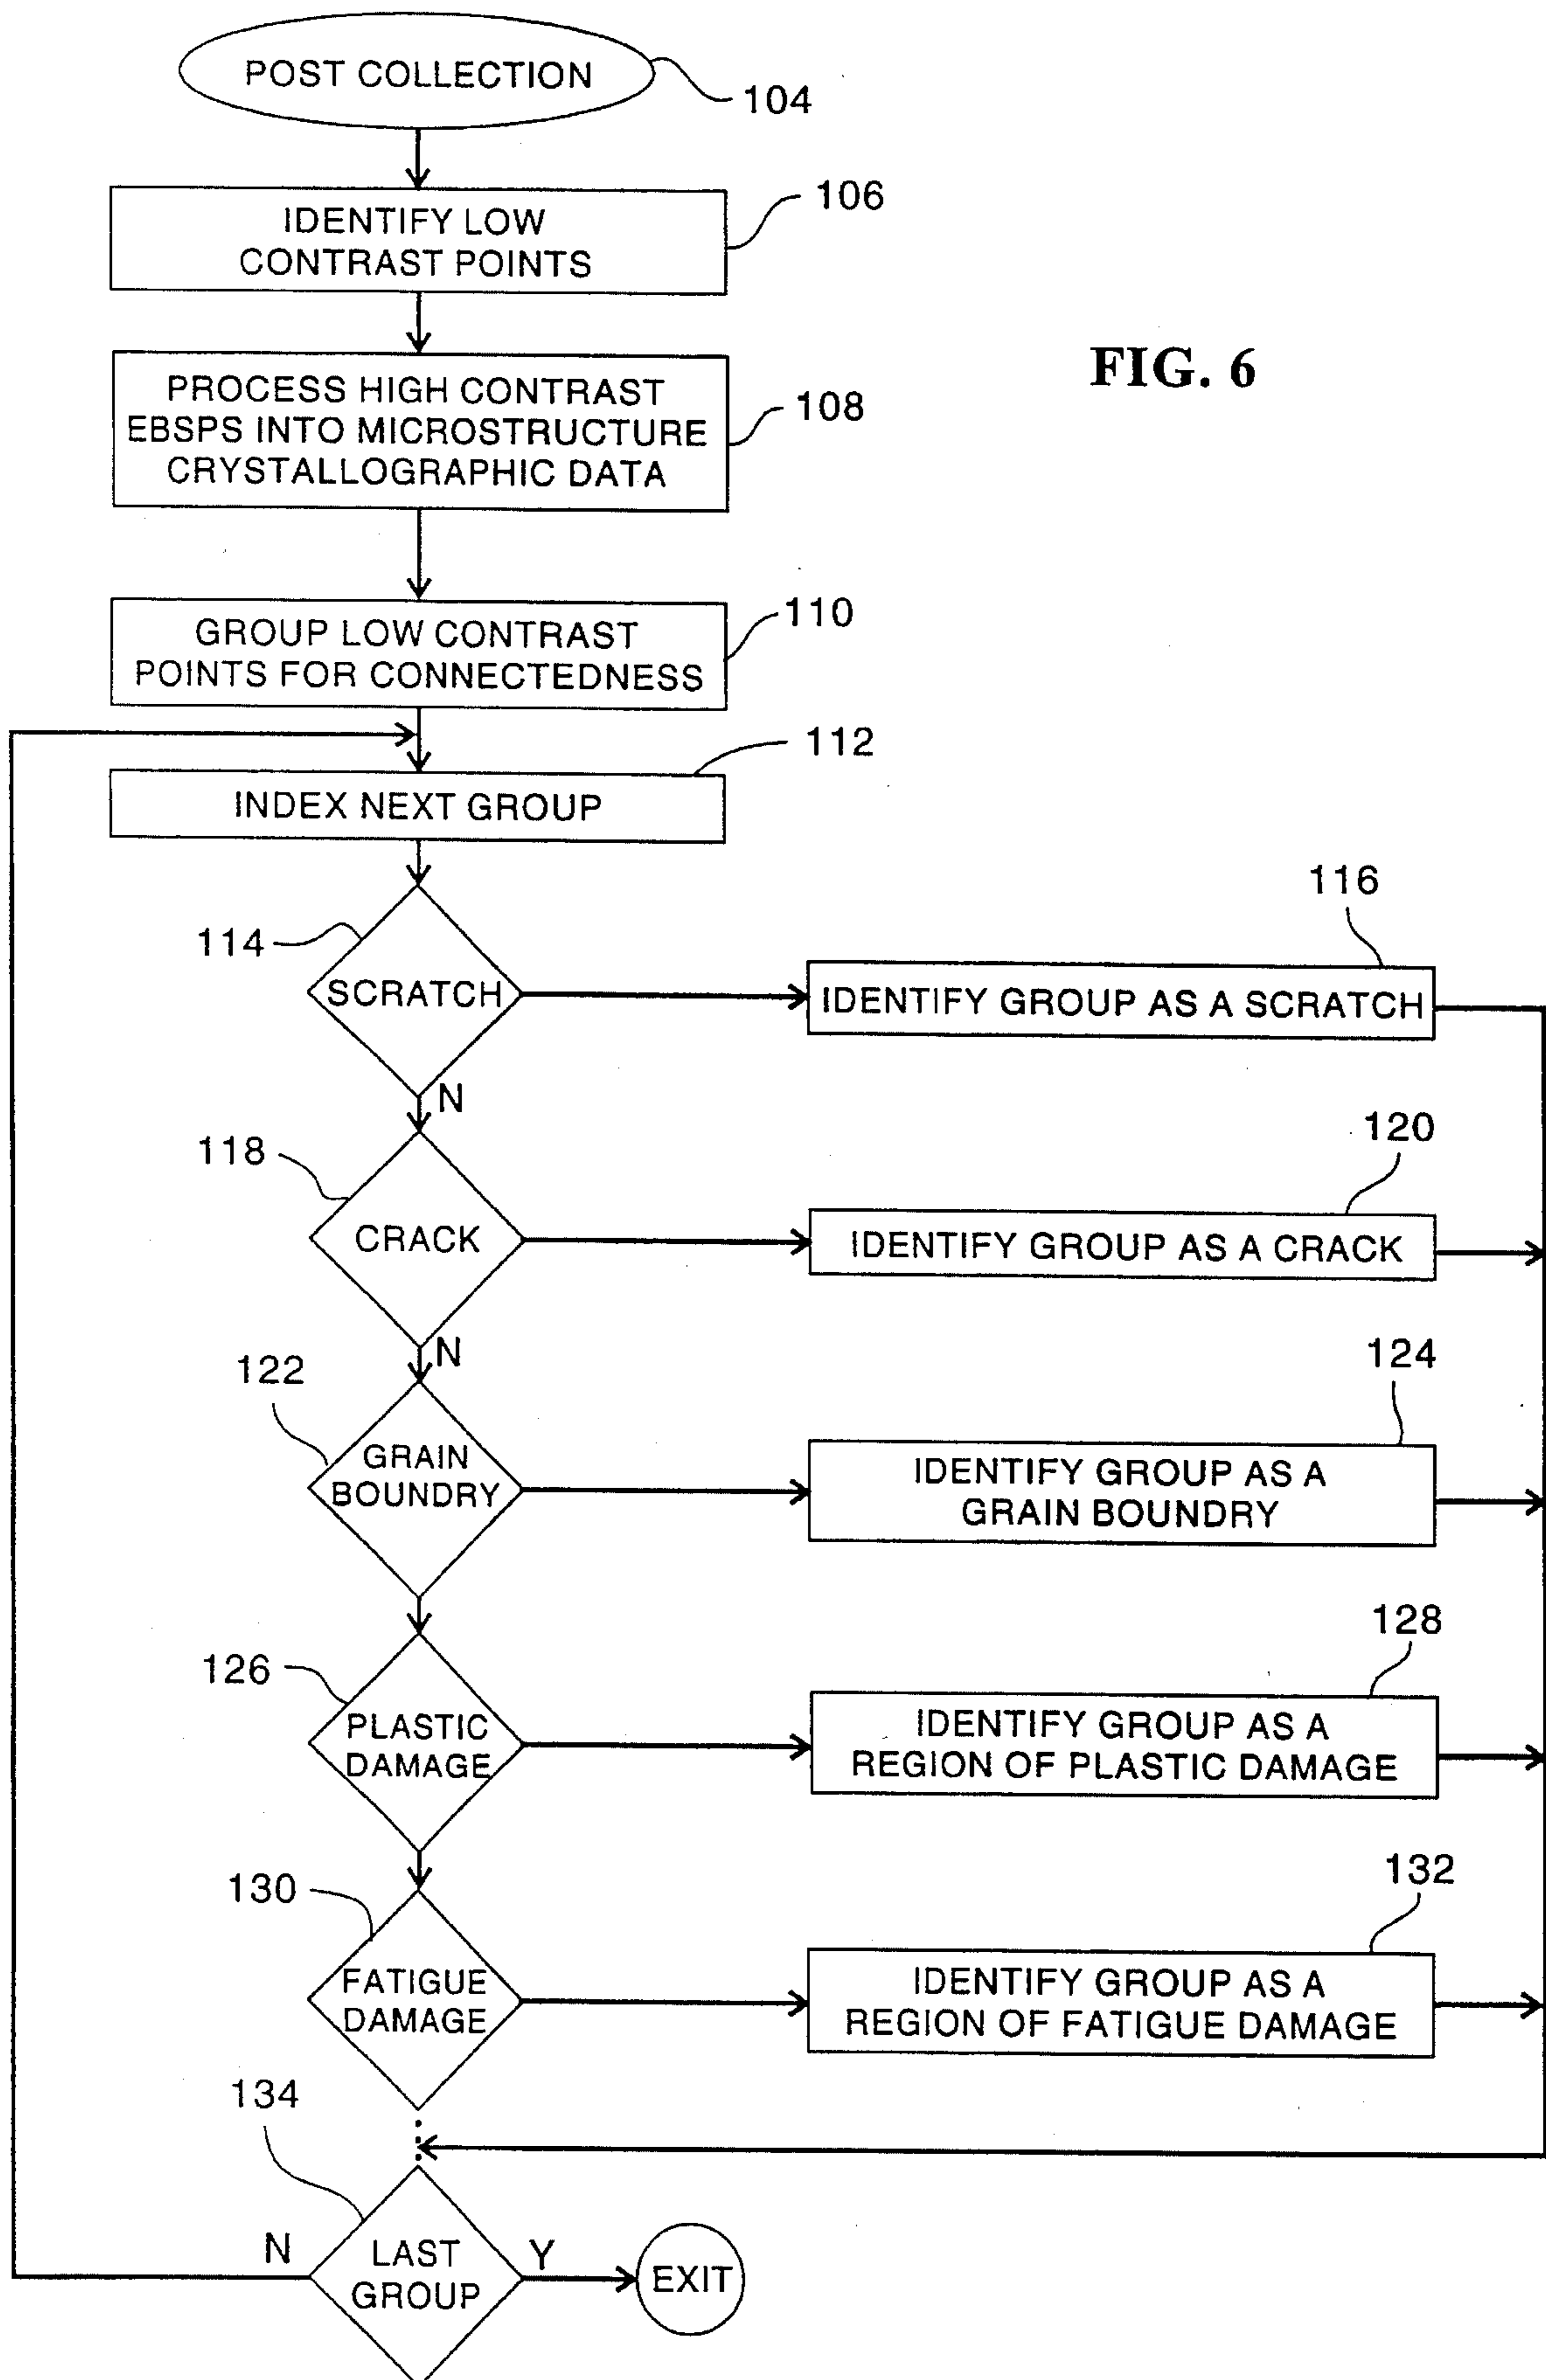 POST COLLECTION
104
IDENTIFY LOW
CONTRAST POINTS
106
FIG. 6
PROCESS HIGH CONTRAST
EBSPS INTO MICROSTRUCTURE
CRYSTALLOGRAPHIC DATA
108
GROUP LOW CONTRAST
POINTS FOR CONNECTEDNESS
110
112
INDEX NEXT GROUP
114
SCRATCH
N
116
IDENTIFY GROUP AS A SCRATCH
118
CRACK
N
120
IDENTIFY GROUP AS A CRACK
122
GRAIN
BOUNDRY
124
IDENTIFY GROUP AS A
GRAIN BOUNDRY
126
PLASTIC
DAMAGE
128
IDENTIFY GROUP AS A
REGION OF PLASTIC DAMAGE
130
FATIGUE
DAMAGE
132
IDENTIFY GROUP AS A
REGION OF FATIGUE DAMAGE
134
N
LAST
GROUP
Y
EXIT